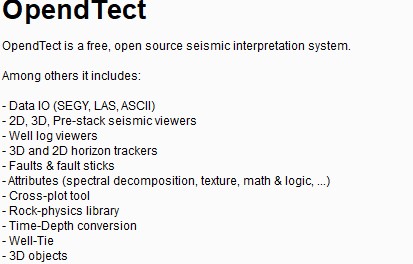 OpendTect
OpendTect is a free, open source seismic interpretation system.
Among others it includes:
- Data IO (SEGY, LAS, ASCII)
- 2D, 3D, Pre-stack seismic viewers
- Well log viewers
- 3D and 2D horizon trackers
- Faults & fault sticks
- Attributes (spectral decomposition, texture, math & logic, ...)
- Cross-plot tool
- Rock-physics library
- Time-Depth conversion
- Well-Tie
- 3D objects